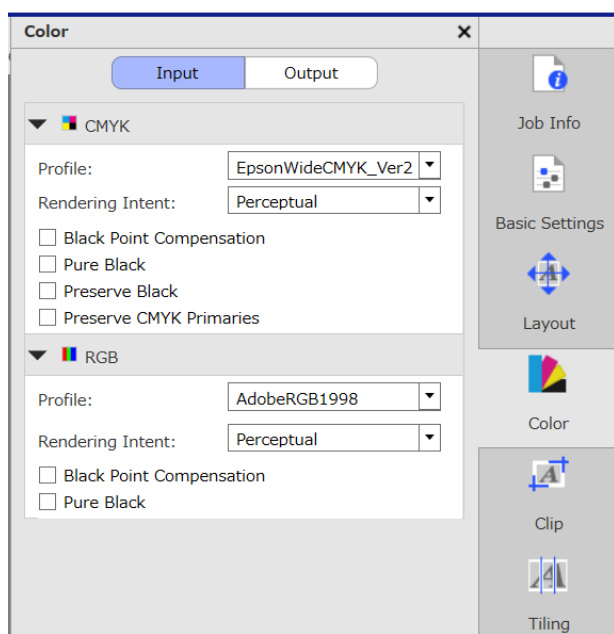 Color
Input Output
CMYK
Profile: EpsonWideCMYK_Ver2
Rendering Intent: Perceptual
Black Point Compensation
Pure Black
Preserve Black
Preserve CMYK Primaries
RGB
Profile: AdobeRGB1998
Rendering Intent: Perceptual
Black Point Compensation
Pure Black
Job Info
Basic Settings
Layout
Color
Clip
Tiling